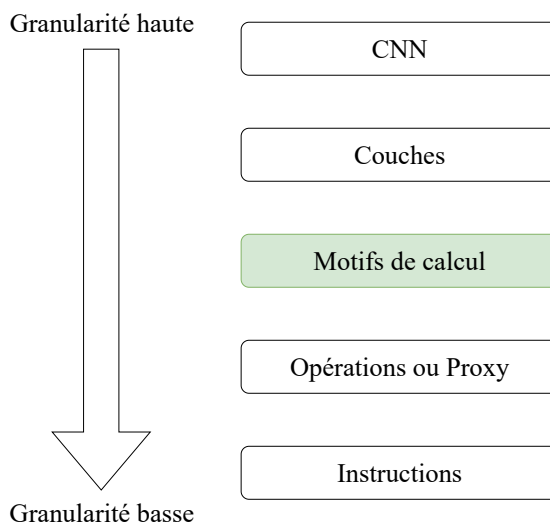 Granularité haute
CNN
Couches
Motifs de calcul
Opérations ou Proxy
Instructions
Granularité basse